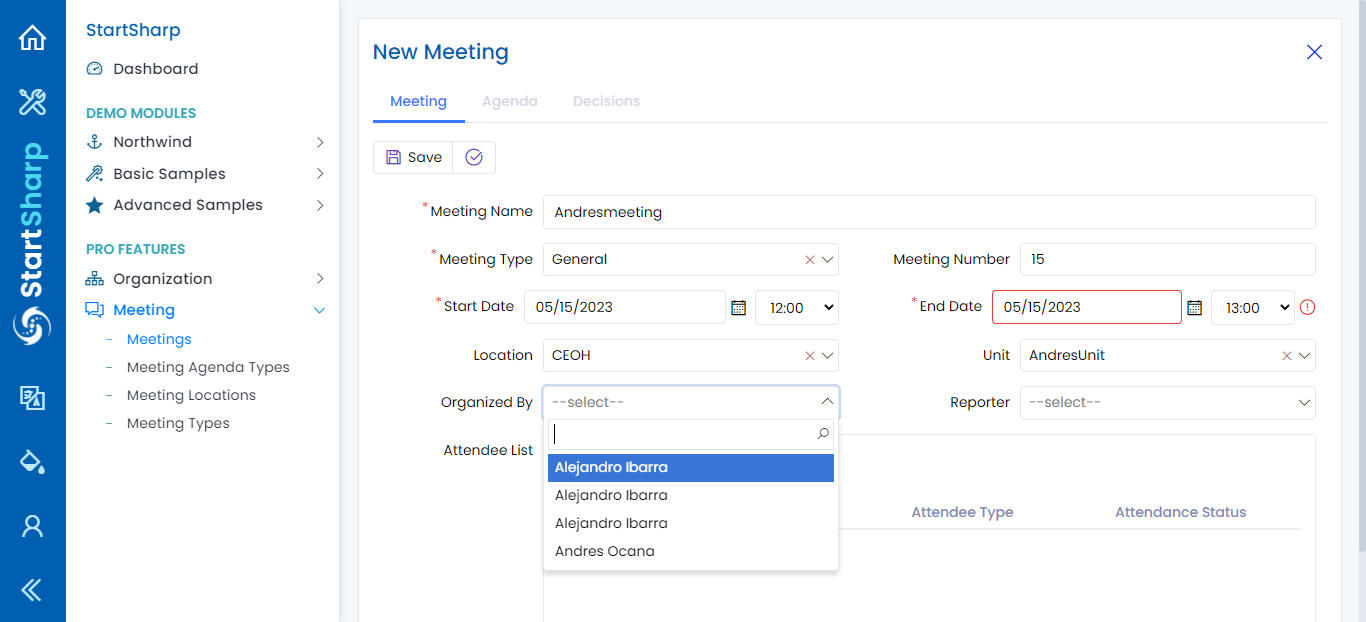 StartSharp
StartSharp
Dashboard
DEMO MODULES
Northwind
Basic Samples
Advanced Samples
PRO FEATURES
Organization
Meeting
– Meetings
– Meeting Agenda Types
– Meeting Locations
– Meeting Types
New Meeting
Meeting Agenda Decisions
Save
*Meeting Name Andresmeeting
*Meeting Type General Meeting Number 15
*Start Date 05/15/2023 12:00 *End Date 05/15/2023 13:00
Location CEOH Unit AndresUnit
Organized By --select-- Reporter --select--
Attendee List
Alejandro Ibarra
Alejandro Ibarra
Alejandro Ibarra
Andres Ocana
Attendee Type Attendance Status